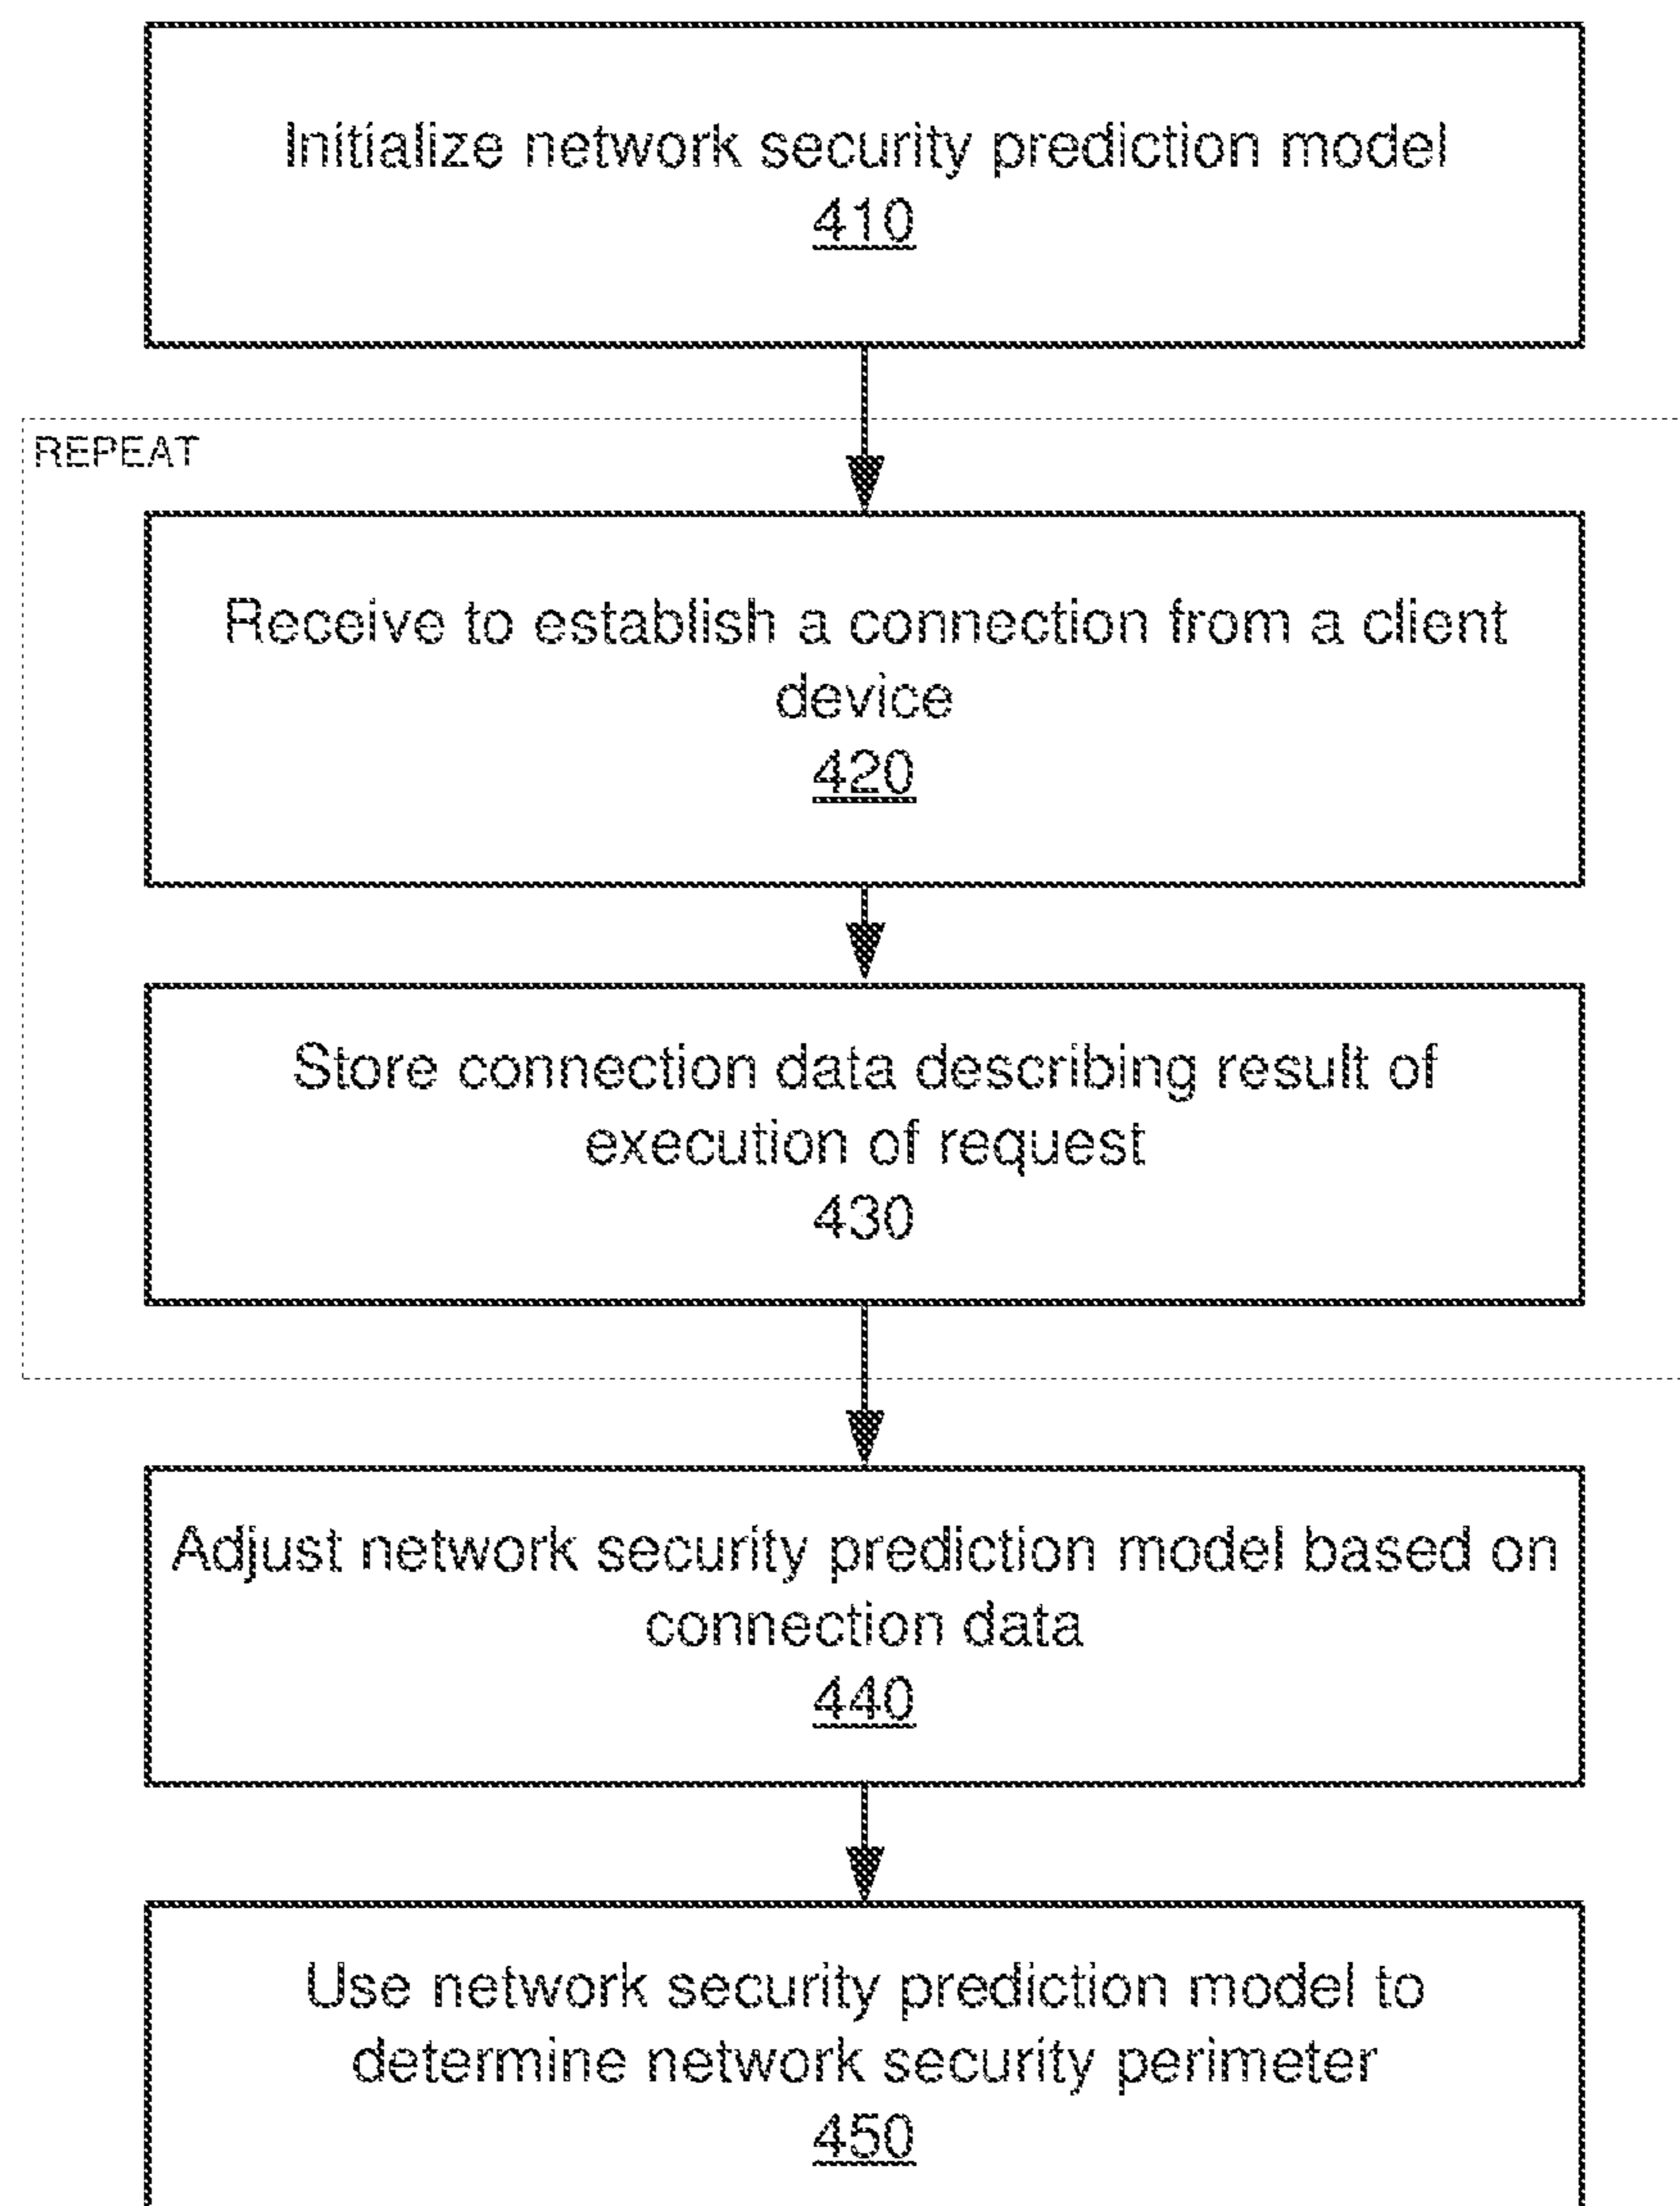 Initialize network security prediction model
410
REPEAT
Receive to establish a connection from a client
device
420
Store connection data describing result of
execution of request
430
Adjust network security prediction model based on
connection data
440
Use network security prediction model to
determine network security perimeter
450